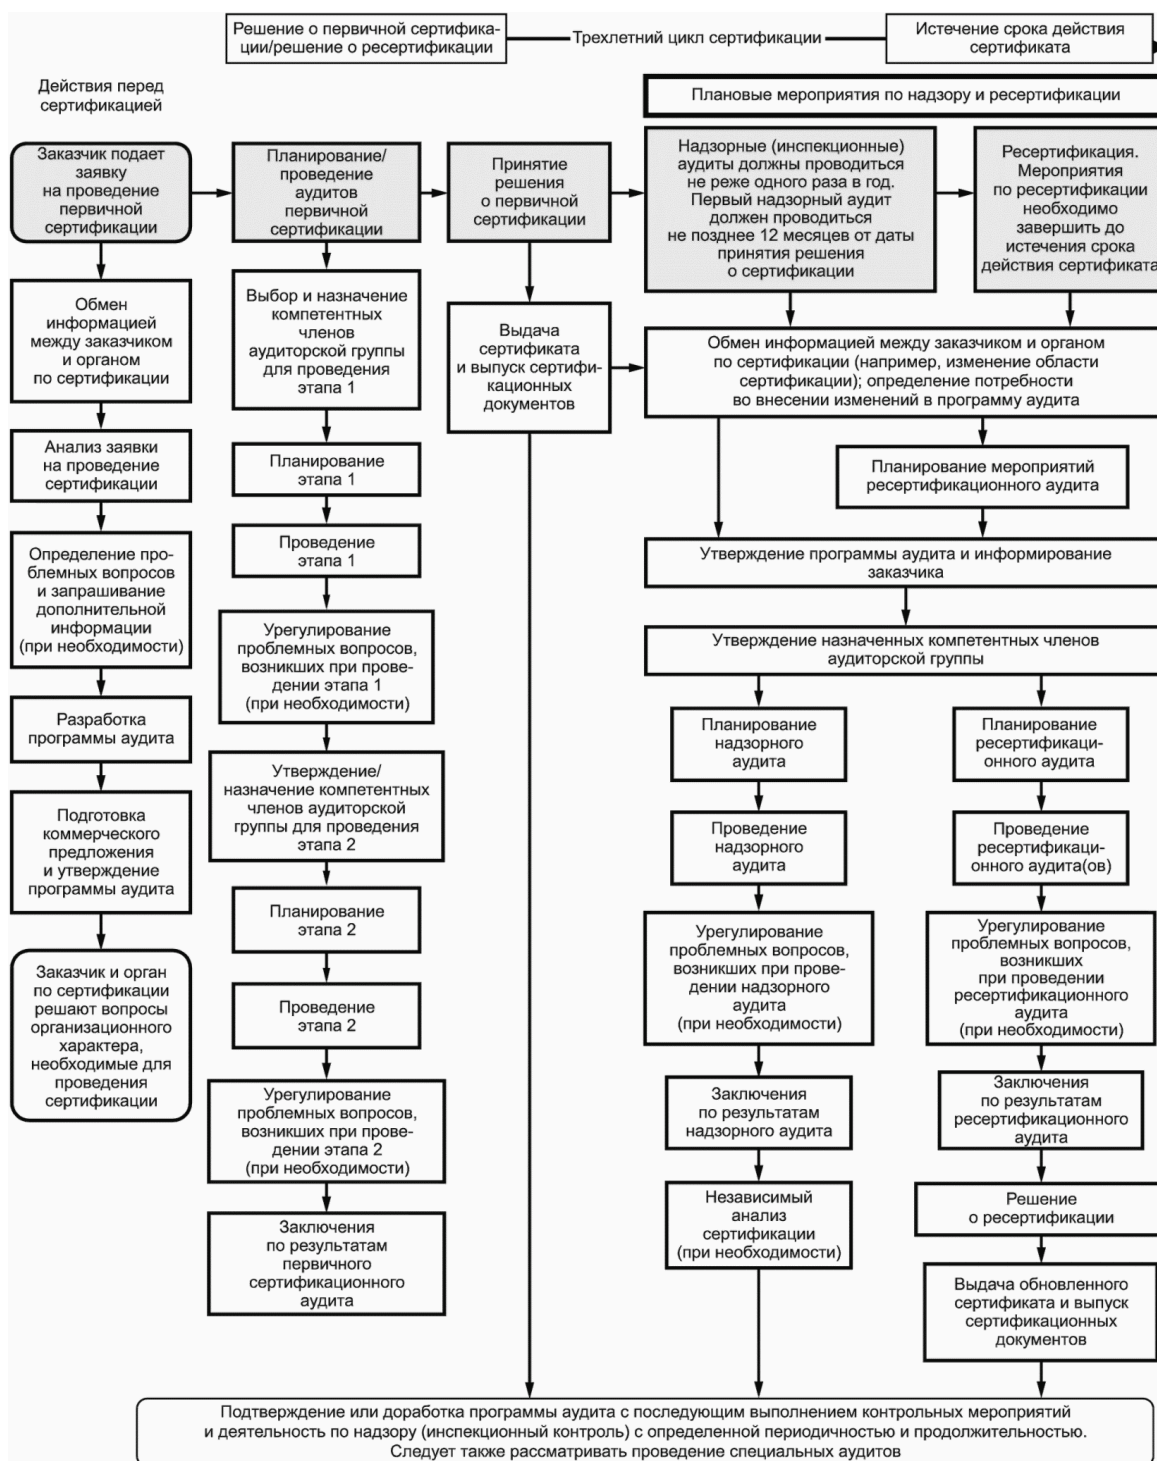 Решение о первичной сертифика-
ции/решение о ресертификации
Трехлетний цикл сертификации
Истечение срока действия
сертификата
Действия перед
сертификацией
Плановые мероприятия по надзору и ресертификации
Заказчик подает
заявку
на проведение
первичной
сертификации
Планирование/
проведение
аудитов
первичной
сертификации
Принятие
решения
о первичной
сертификации
Надзорные (инспекционные)
аудиты должны проводиться
не реже одного раза в год.
Первый надзорный аудит
должен проводиться
не позднее 12 месяцев от даты
принятия решения
о сертификации
Ресертификация.
Мероприятия
по ресертификации
необходимо
завершить до
истечения срока
действия сертификата
Обмен
информацией
между заказчиком
и органом
по сертификации
Анализ заявки
на проведение
сертификации
Определение про-
блемных вопросов
и запрашивание
дополнительной
информации
(при необходимости)
Разработка
программы аудита
Подготовка
коммерческого
предложения
и утверждение
программы аудита
Заказчик и орган
по сертификации
решают вопросы
организационного
характера,
необходимые для
проведения
сертификации
Выбор и назначение
компетентных
членов
аудиторской группы
для проведения
этапа 1
Планирование
этапа 1
Проведение
этапа 1
Урегулирование
проблемных вопросов,
возникших при прове-
дении этапа 1
(при необходимости)
Утверждение/
назначение компетентных
членов аудиторской
группы для проведения
этапа 2
Планирование
этапа 2
Проведение
этапа 2
Урегулирование
проблемных вопросов,
возникших при прове-
дении этапа 2
(при необходимости)
Заключения
по результатам
первичного
сертификационного
аудита
Выдача
сертификата
и выпуск сертифи-
кационных
документов
Обмен информацией между заказчиком и органом
по сертификации (например, изменение области
сертификации); определение потребности
во внесении изменений в программу аудита
Планирование мероприятий
ресертификационного аудита
Утверждение программы аудита и информирование
заказчика
Утверждение назначенных компетентных членов
аудиторской группы
Планирование
надзорного
аудита
Проведение
надзорного
аудита
Урегулирование
проблемных вопросов,
возникших при прове-
дении надзорного
аудита
(при необходимости)
Заключения
по результатам
надзорного аудита
Независимый
анализ
сертификации
(при необходимости)
Планирование
ресертификаци-
онного аудита
Проведение
ресертификаци-
онного аудита(ов)
Урегулирование
проблемных вопросов,
возникших
при проведении
ресертификационного
аудита
(при необходимости)
Заключения
по результатам
ресертификационного
аудита
Решение
о ресертификации
Выдача обновленного
сертификата и выпуск
сертификационных
документов
Подтверждение или доработка программы аудита с последующим выполнением контрольных мероприятий
и деятельность по надзору (инспекционный контроль) с определенной периодичностью и продолжительностью.
Следует также рассматривать проведение специальных аудитов